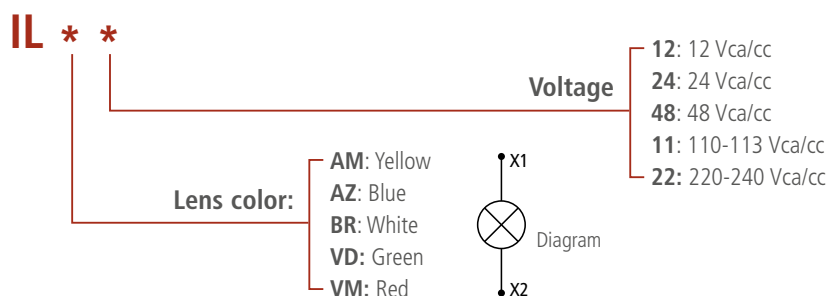 IL * *
Voltage
12: 12 Vca/cc
24: 24 Vca/cc
48: 48 Vca/cc
11: 110-113 Vca/cc
22: 220-240 Vca/cc
Lens color:
AM: Yellow
AZ: Blue
BR: White
VD: Green
VM: Red
X1
Diagram
X2